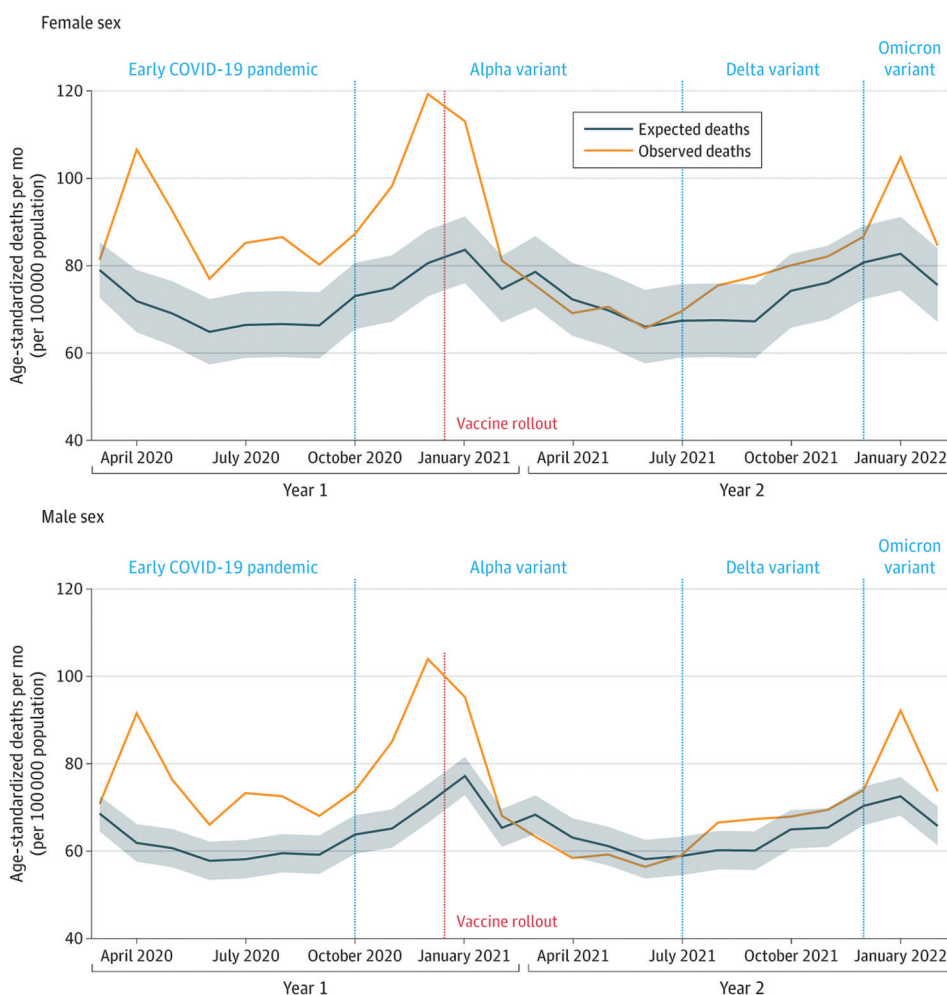 Female sex
Early COVID-19 pandemic
Alpha variant
Delta variant
Omicron
variant
Age-standardized deaths per mo
(per 100 000 population)
120
100
80
60
40
Expected deaths
Observed deaths
Vaccine rollout
April 2020 July 2020 October 2020 January 2021 April 2021 July 2021 October 2021 January 2022
Year 1 Year 2
Male sex
Early COVID-19 pandemic
Alpha variant
Delta variant
Omicron
variant
Age-standardized deaths per mo
(per 100 000 population)
120
100
80
60
40
Vaccine rollout
April 2020 July 2020 October 2020 January 2021 April 2021 July 2021 October 2021 January 2022
Year 1 Year 2